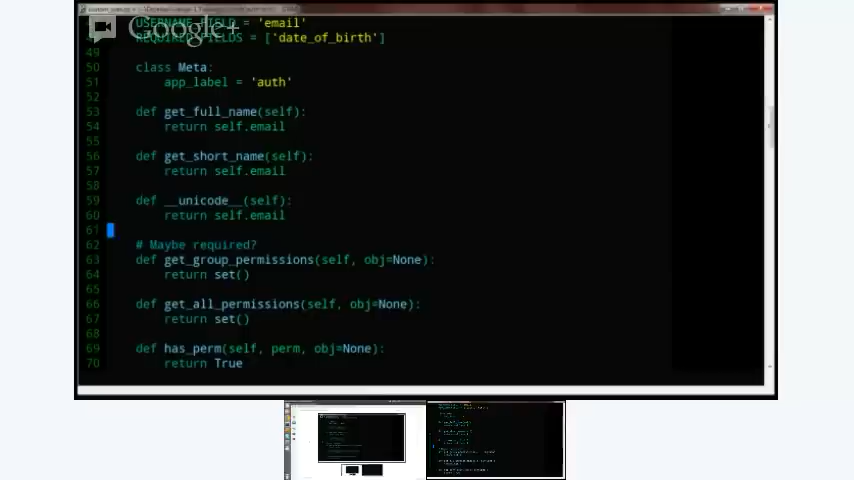 Google+
USERNAME_FIELD = 'email'
REQUIRED_FIELDS = ['date_of_birth']
49
50 class Meta:
51 app_label = 'auth'
52
53 def get_full_name(self):
54 return self.email
55
56 def get_short_name(self):
57 return self.email
58
59 def __unicode__(self):
60 return self.email
61
62 # Maybe required?
63 def get_group_permissions(self, obj=None):
64 return set()
65
66 def get_all_permissions(self, obj=None):
67 return set()
68
69 def has_perm(self, perm, obj=None):
70 return True